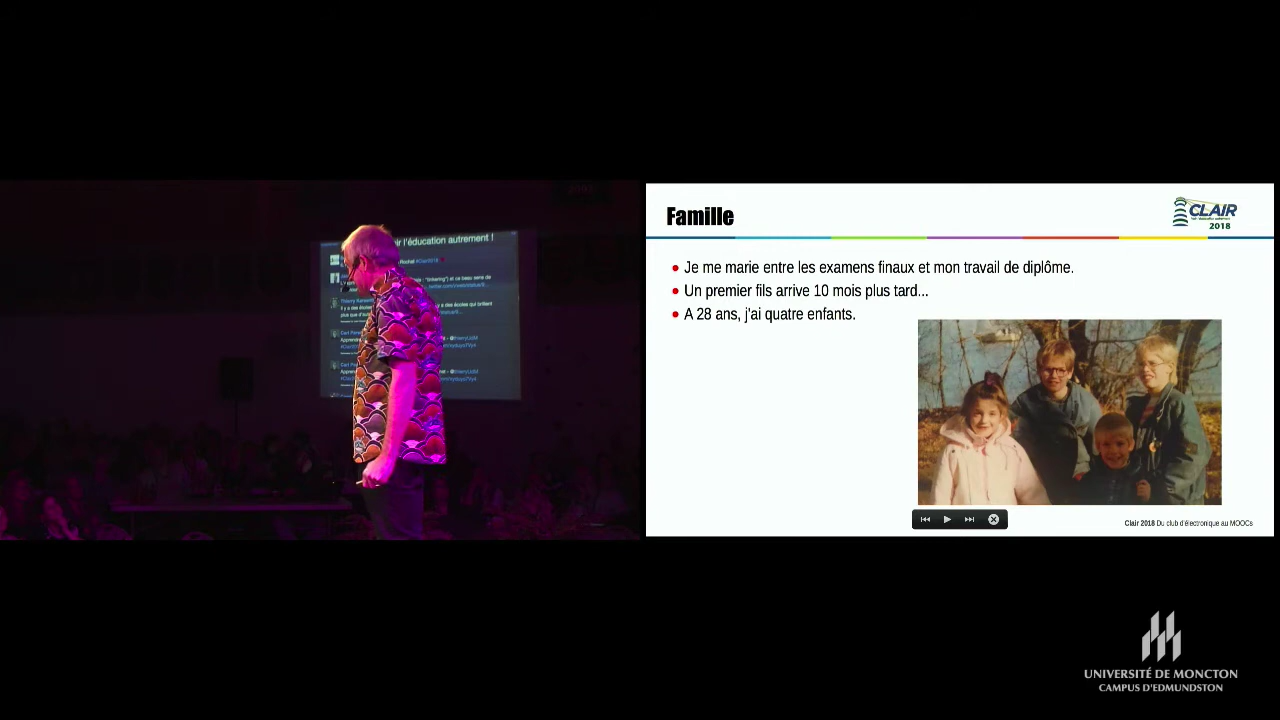 ir l'éducation autrement !
Famille
CLAIR
2018
Je me marie entre les examens finaux et mon travail de diplôme.
Un premier fils arrive 10 mois plus tard...
A 28 ans, j'ai quatre enfants.
Clair 2018 Du club d'électronique au MOOCs
UNIVERSITÉ DE MONCTON
CAMPUS D'EDMUNDSTON